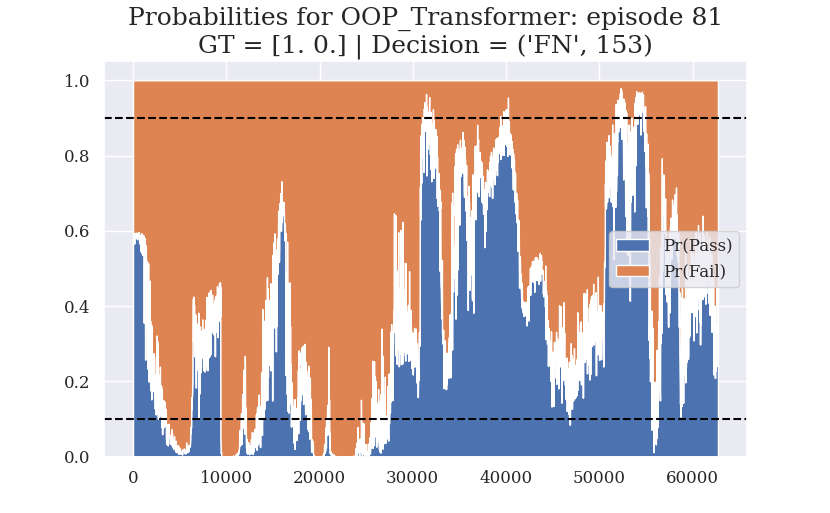 Probabilities for OOP_Transformer: episode 81
GT = [1. 0.] | Decision = ('FN', 153)
1.0
0.8
0.6
0.4
0.2
0.0
Pr(Pass)
Pr(Fail)
0 10000 20000 30000 40000 50000 60000